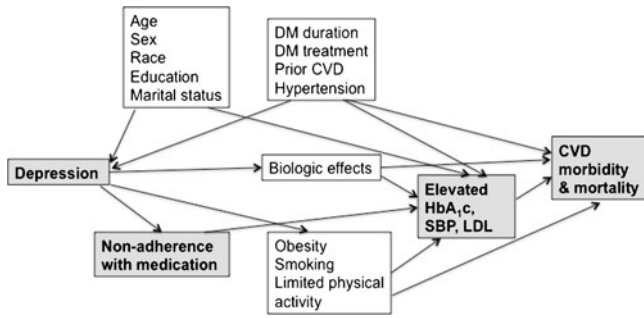 Age
Sex
Race
Education
Marital status
DM duration
DM treatment
Prior CVD
Hypertension
Depression
Biologic effects
CVD
morbidity
& mortality
Elevated
HbA₁c,
SBP, LDL
Non-adherence
with medication
Obesity
Smoking
Limited physical
activity